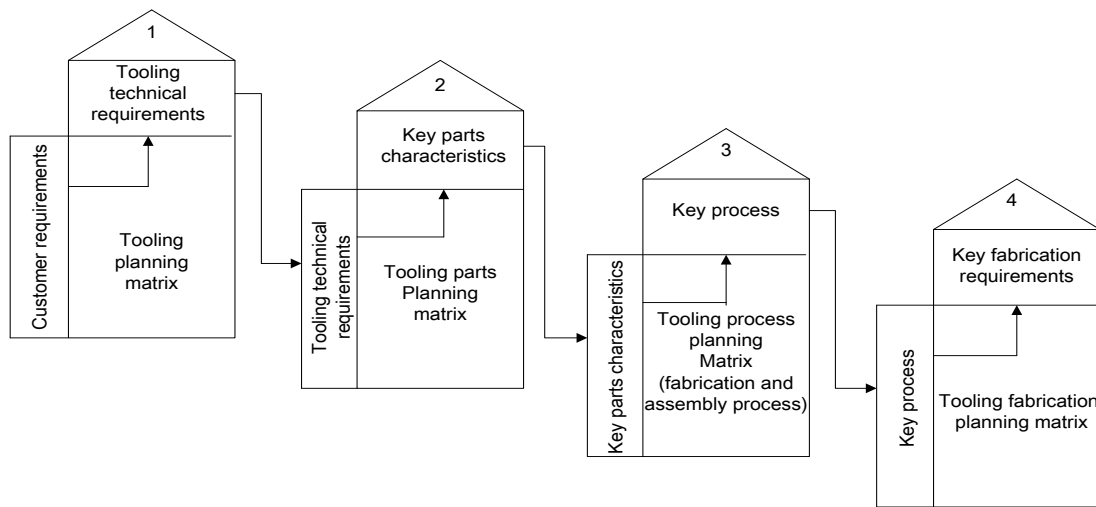 1
Tooling
technical
requirements
Customer requirements
Tooling
planning
matrix
2
Key parts
characteristics
Tooling technical
requirements
Tooling parts
Planning
matrix
3
Key process
Key parts characteristics
Tooling process
planning
Matrix
(fabrication and
assembly process)
4
Key fabrication
requirements
Key process
Tooling fabrication
planning matrix